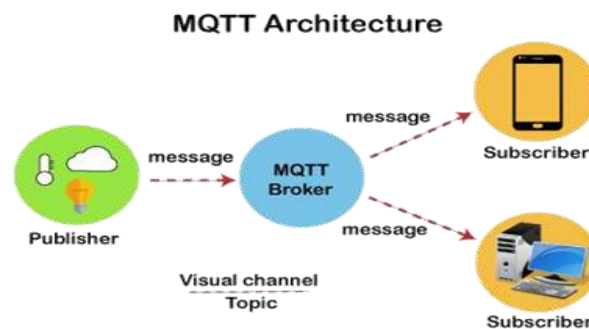 MQTT Architecture
message
Subscriber
message
MQTT
Broker
Publisher
message
Visual channel
Topic
Subscriber